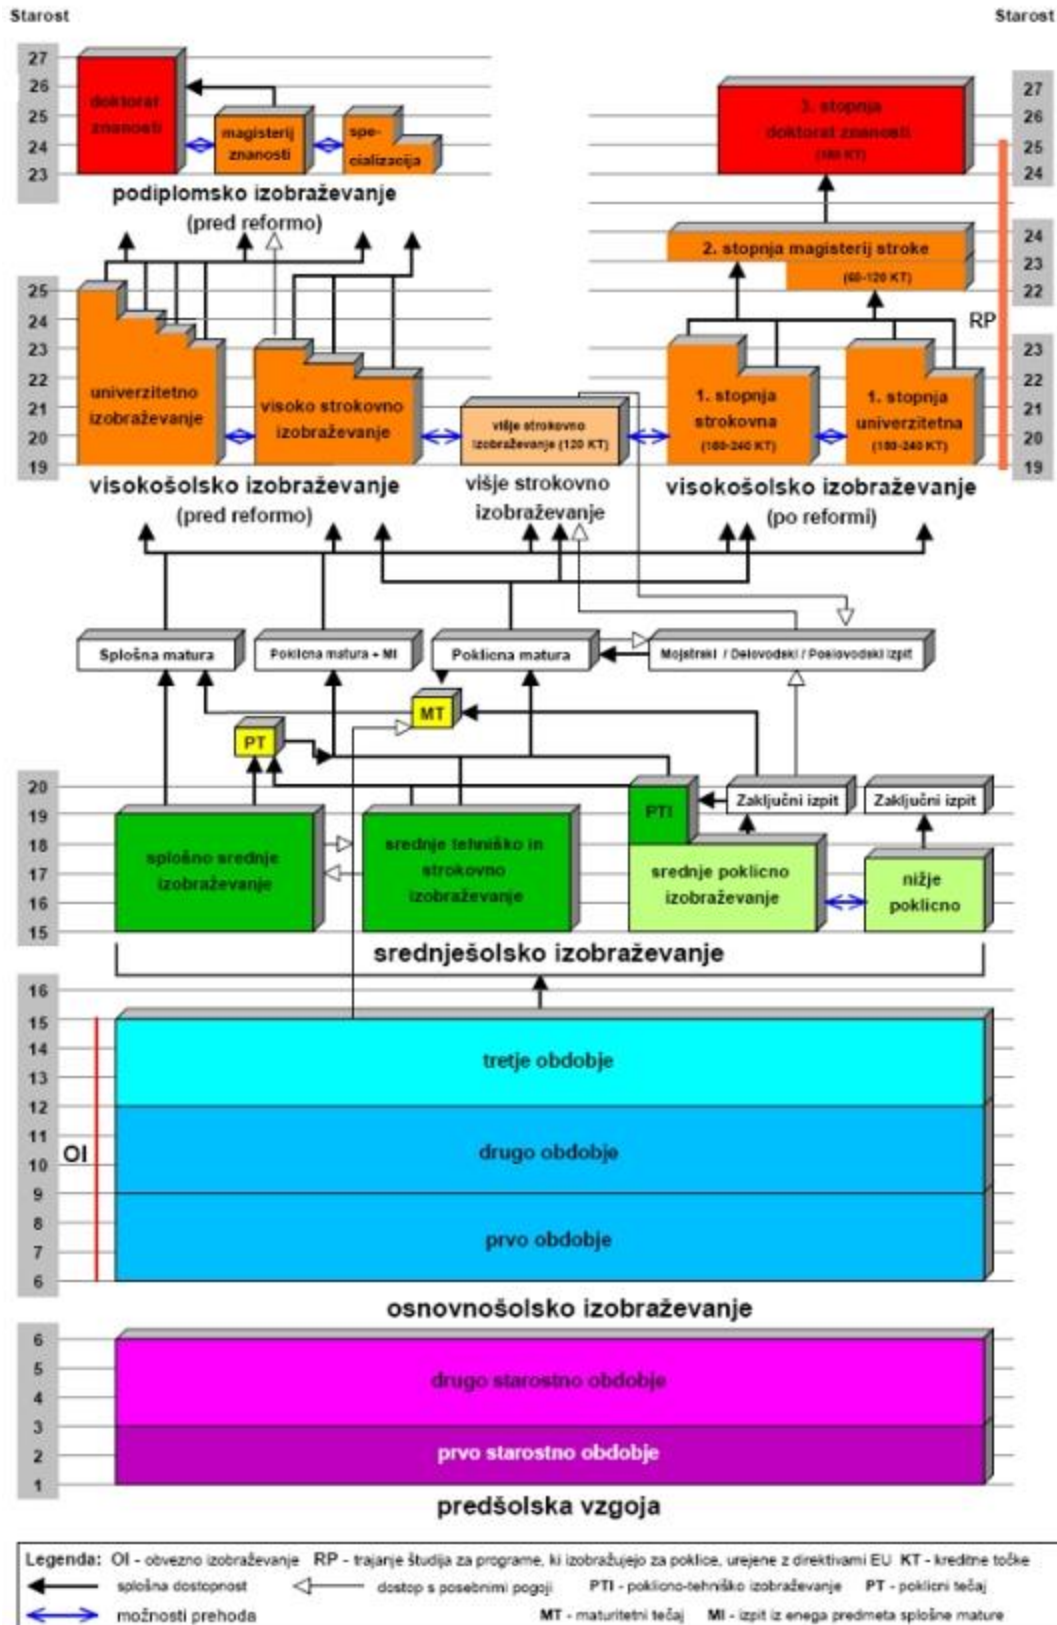 Starost
Starost
27
26
25
24
23
doktorat
znanosti
magisterij
znanosti
spe-
cializacija
podiplomsko izobraževanje
(pred reformo)
27
26
25
24
3. stopnja
doktorat znanosti
(180 KT)
24
23
22
2. stopnja magisterij stroke
(60-120 KT)
RP
25
24
23
22
21
20
19
univerzitetno
izobraževanje
visoko strokovno
izobraževanje
višje strokovno
izobraževanje (120 KT)
1. stopnja
strokovna
(180-240 KT)
1. stopnja
univerzitetna
(180-240 KT)
23
22
21
20
19
visokošolsko izobraževanje
(pred reformo)
višje strokovno
izobraževanje
visokošolsko izobraževanje
(po reformi)
Splošna matura
Poklicna matura + MI
Poklicna matura
Mojstrski / Delovodski / Poslovodski izpit
MT
PT
20
19
18
17
16
15
splošno srednje
izobraževanje
srednje tehniško in
strokovno
izobraževanje
PTI
Zaključni izpit
Zaključni izpit
srednje poklicno
izobraževanje
nižje
poklicno
srednješolsko izobraževanje
16
15
14
13
12
11
10
9
8
7
6
OI
tretje obdobje
drugo obdobje
prvo obdobje
osnovnošolsko izobraževanje
6
5
4
3
2
1
drugo starostno obdobje
prvo starostno obdobje
predšolska vzgoja
Legenda: OI - obvezno izobraževanje RP - trajanje študija za programe, ki izobražujejo za poklice, urejene z direktivami EU KT - kreditne točke
splošna dostopnost dostop s posebnimi pogoji PTI - poklicno-tehniško izobraževanje PT - poklicni tečaj
možnosti prehoda MT - maturitetni tečaj MI - izpit iz enega predmeta splošne mature